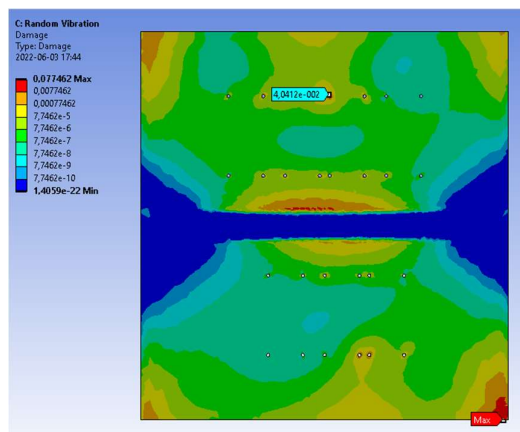 C: Random Vibration
Damage
Type: Damage
2022-06-03 17:44
0,077462 Max
0,0077462
0,00077462
7,7462e-5
7,7462e-6
7,7462e-7
7,7462e-8
7,7462e-9
7,7462e-10
1,4059e-22 Min
4,0412e-002
Max